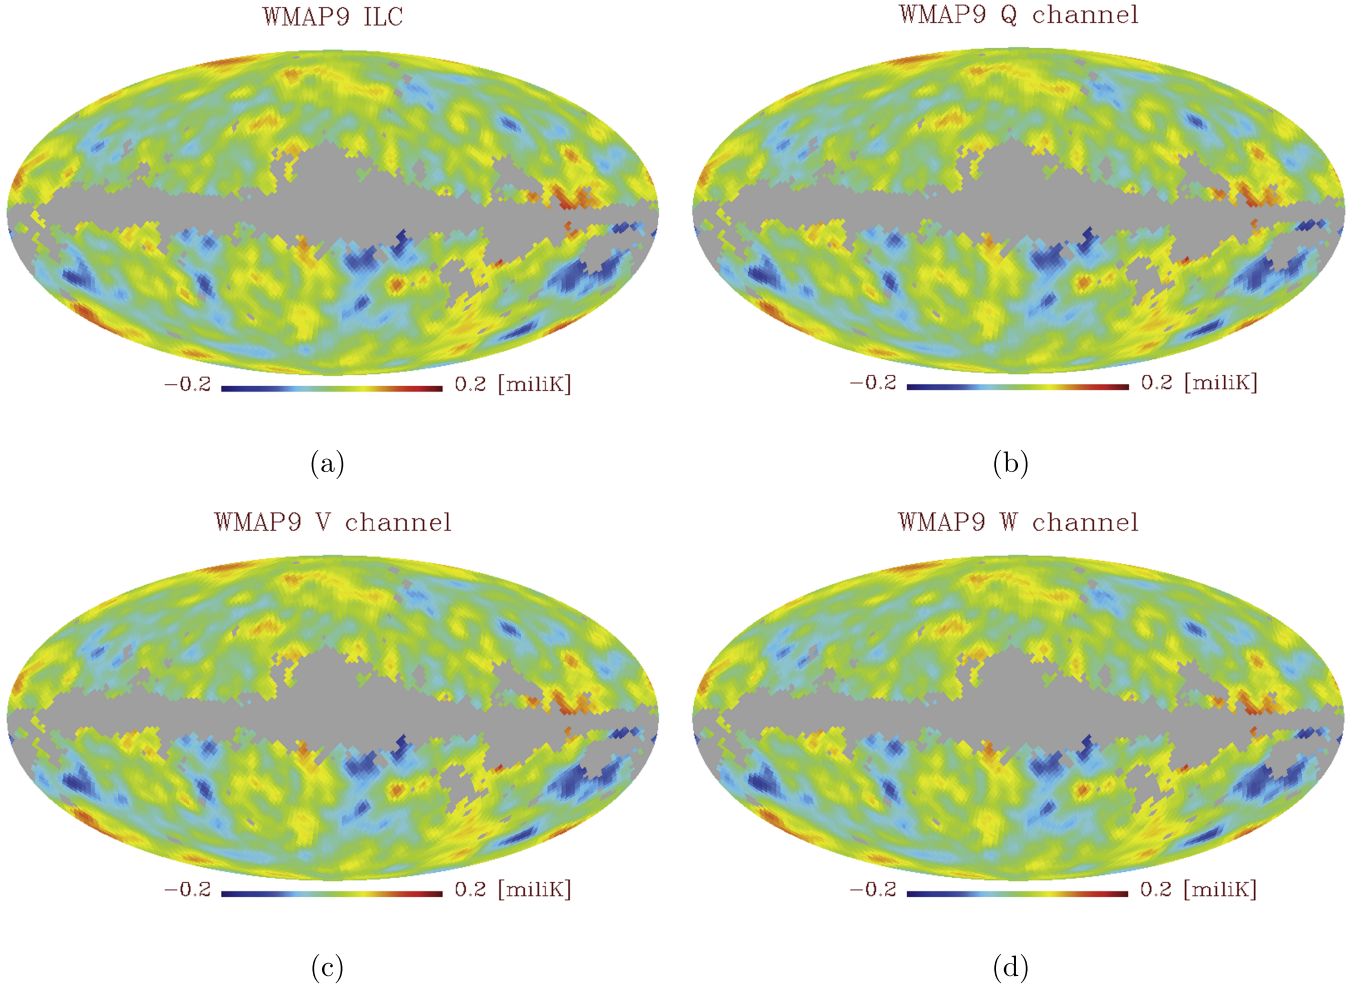 WMAP9 ILC
WMAP9 Q channel
−0.2 0.2 [miliK]
−0.2 0.2 [miliK]
(a)
(b)
WMAP9 V channel
WMAP9 W channel
−0.2 0.2 [miliK]
−0.2 0.2 [miliK]
(c)
(d)